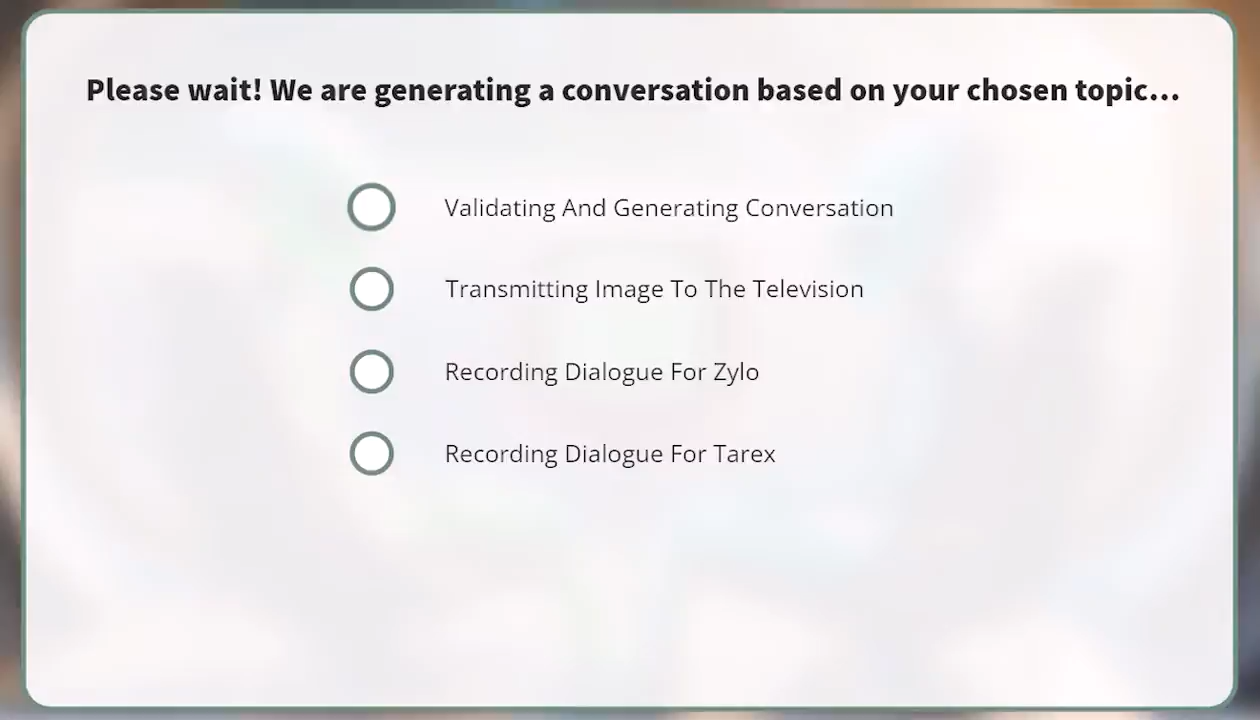 Please wait! We are generating a conversation based on your chosen topic...
Validating And Generating Conversation
Transmitting Image To The Television
Recording Dialogue For Zylo
Recording Dialogue For Tarex